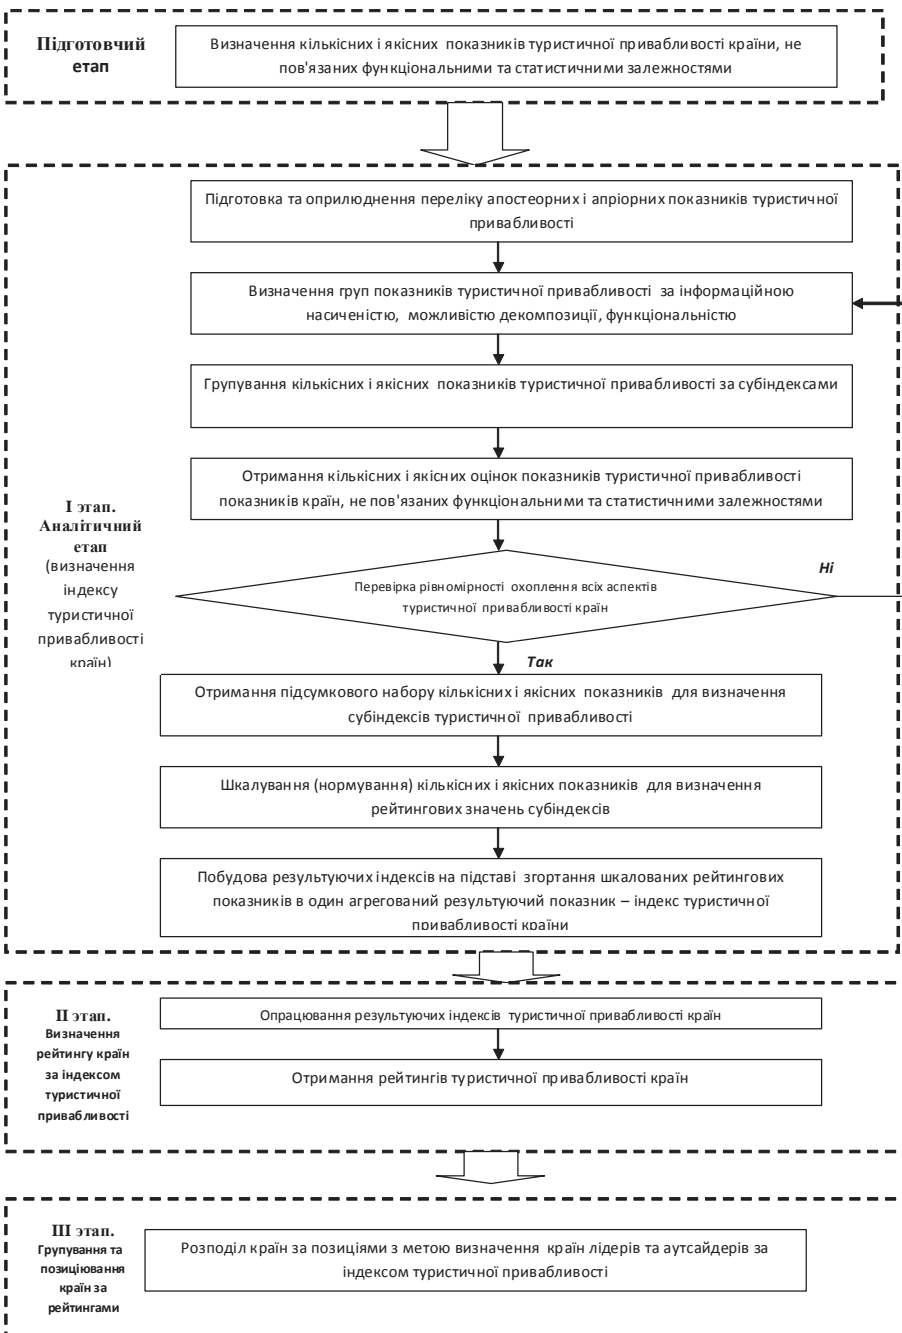 Підготовчий
етап
Визначення кількісних і якісних показників туристичної привабливості країни, не
пов'язаних функціональними та статистичними залежностями
Підготовка та оприлюднення переліку апостеорних і апріорних показників туристичної
привабливості
Визначення груп показників туристичної привабливості за інформаційною
насиченістю, можливістю декомпозиції, функціональністю
Групування кількісних і якісних показників туристичної привабливості за субіндексами
Отримання кількісних і якісних оцінок показників туристичної привабливості
показників країн, не пов'язаних функціональними та статистичними залежностями
І этап.
Аналітичний
етап
(визначення
індексу
туристичної
привабливості
країн)
Перевірка рівномірності охоплення всіх аспектів
туристичної привабливості країн
Ні
Так
Отримання підсумкового набору кількісних і якісних показників для визначення
субіндексів туристичної привабливості
Шкалування (нормування) кількісних і якісних показників для визначення
рейтингових значень субіндексів
Побудова результуючих індексів на підставі згортання шкалованих рейтингових
показників в один агрегований результуючий показник – індекс туристичної
привабливості країни
ІІ этап.
Визначення
рейтингу країн
за індексом
туристичної
привабливості
Опрацювання результуючих індексів туристичної привабливості країн
Отримання рейтингів туристичної привабливості країн
ІІІ этап.
Групування та
позиціювання
країн за
рейтингами
Розподіл країн за позиціями з метою визначення країн лідерів та аутсайдерів за
індексом туристичної привабливості